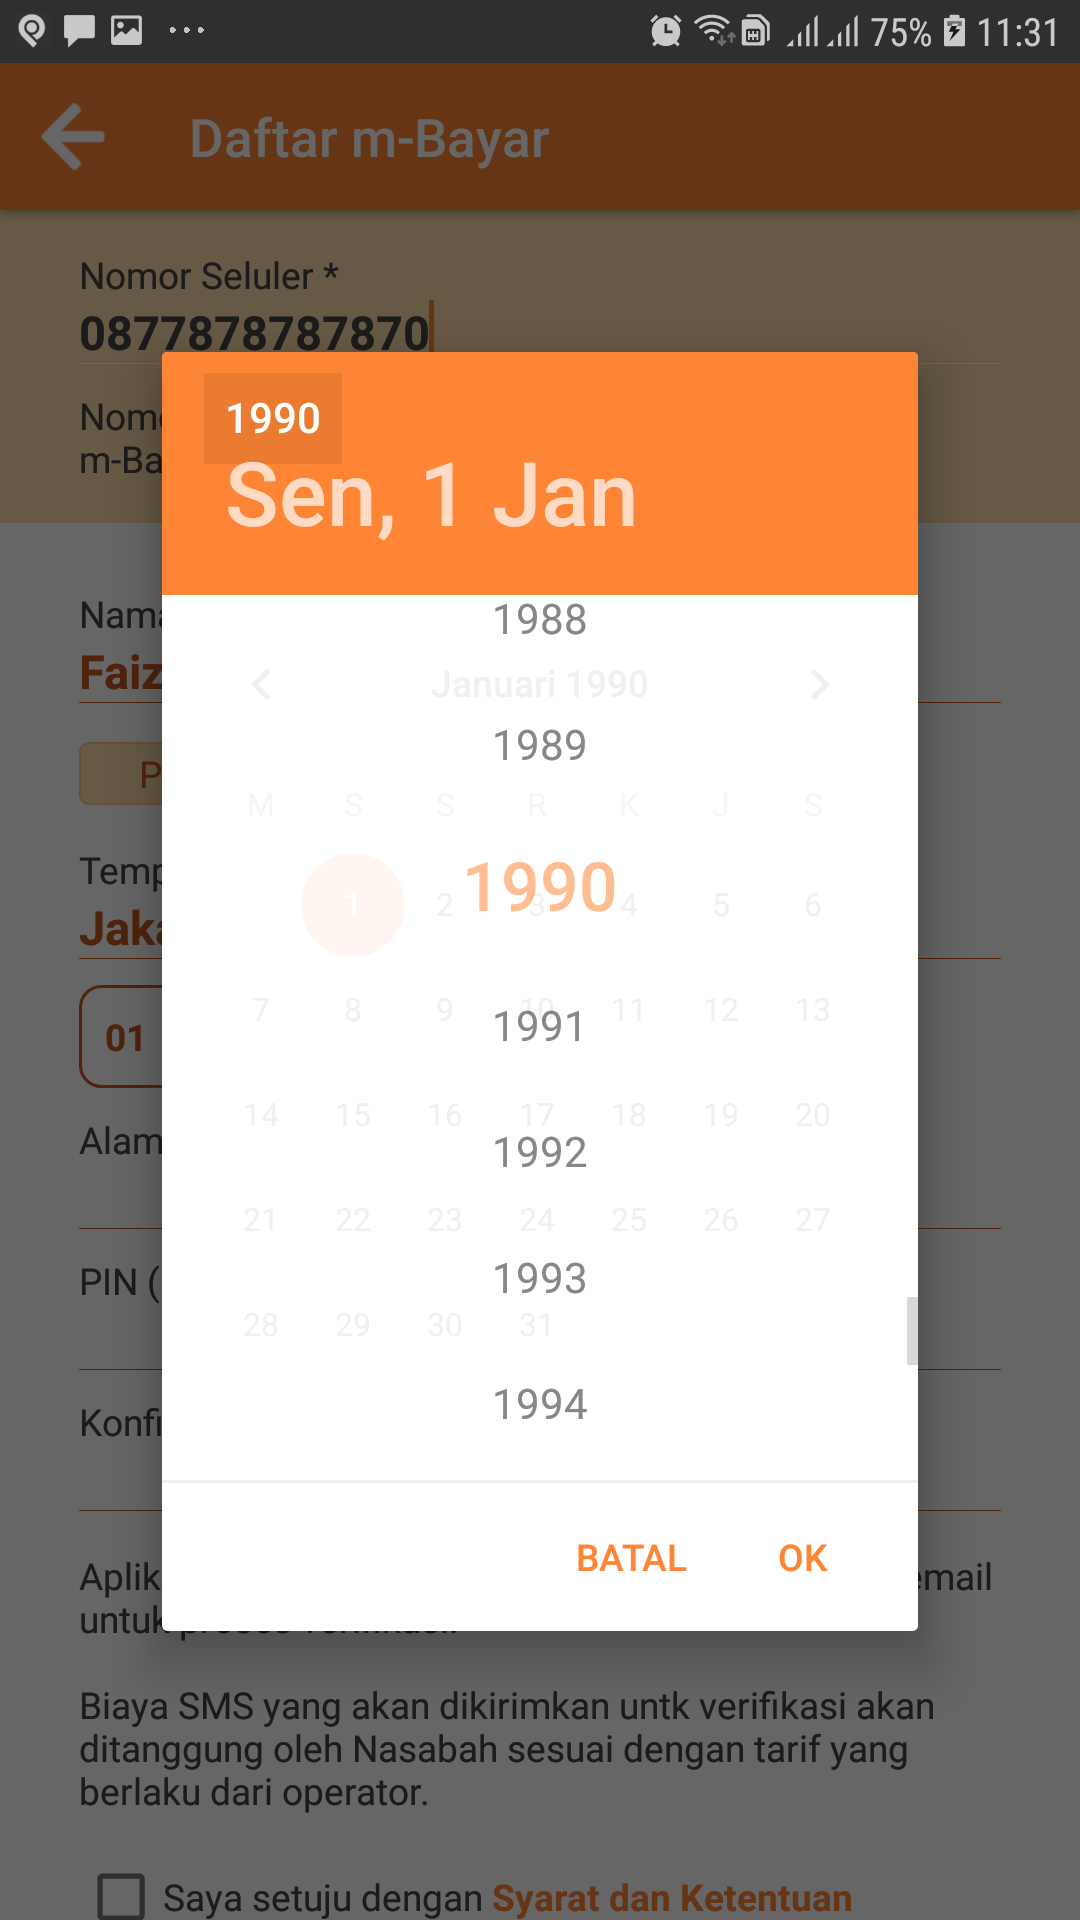 75% 11:31
Daftar m-Bayar
Nomor Seluler *
0877878787870
1990
Sen, 1 Jan
1988
Januari 1990
1989
M S S R K J S
1990
1 2 3 4 5 6
7 8 9 10 11 12 13
1991
14 15 16 17 18 19 20
1992
21 22 23 24 25 26 27
1993
28 29 30 31
1994
BATAL OK
m-Ba
Nama
Faiz
P
Temp
Jaka
01
Alam
PIN (
Konfi
Aplik email
untuk
Biaya SMS yang akan dikirimkan untk verifikasi akan
ditanggung oleh Nasabah sesuai dengan tarif yang
berlaku dari operator.
Saya setuju dengan Syarat dan Ketentuan